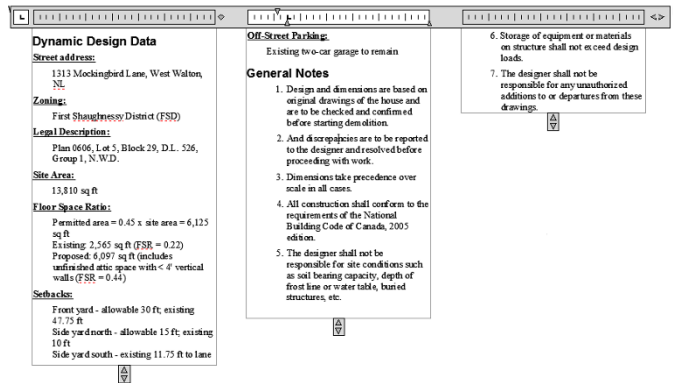 Dynamic Design Data
Street address:
1313 Mockingbird Lane, West Walton,
NL
Zoning:
First Shaughnessy District (FSD)
Legal Description:
Plan 0606, Lot 5, Block 29, D.L. 526,
Group 1, N.W.D.
Site Area:
13,810 sq ft
Floor Space Ratio:
Permitted area = 0.45 x site area = 6,125
sq ft
Existing: 2,565 sq ft (FSR = 0.22)
Proposed: 6,097 sq ft (includes
unfinished attic space with < 4' vertical
walls (FSR = 0.44)
Setbacks:
Front yard - allowable 30 ft; existing
47.75 ft
Side yard north - allowable 15 ft; existing
10 ft
Side yard south - existing 11.75 ft to lane
Off-Street Parking:
Existing two-car garage to remain
General Notes
1. Design and dimensions are based on
original drawings of the house and
are to be checked and confirmed
before starting demolition.
2. And discrepancies are to be reported
to the designer and resolved before
proceeding with work.
3. Dimensions take precedence over
scale in all cases.
4. All construction shall conform to the
requirements of the National
Building Code of Canada, 2005
edition.
5. The designer shall not be
responsible for site conditions such
as soil bearing capacity, depth of
frost line or water table, buried
structures, etc.
6. Storage of equipment or materials
on structure shall not exceed design
loads.
7. The designer shall not be
responsible for any unauthorized
additions to or departures from these
drawings.